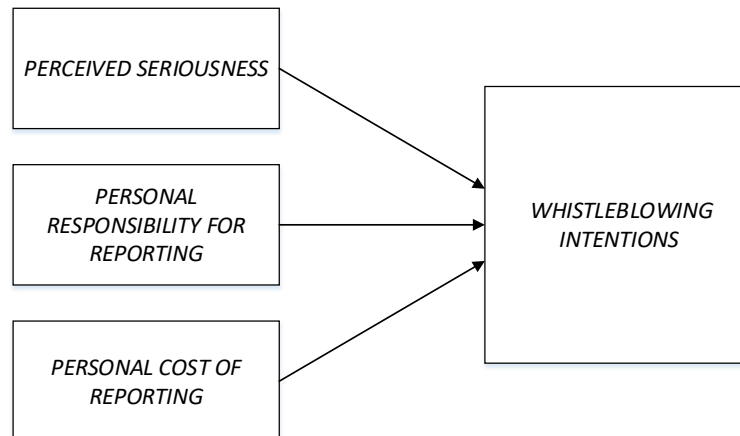 PERCEIVED SERIOUSNESS
PERSONAL
RESPONSIBILITY FOR
REPORTING
PERSONAL COST OF
REPORTING
WHISTLEBLOWING
INTENTIONS